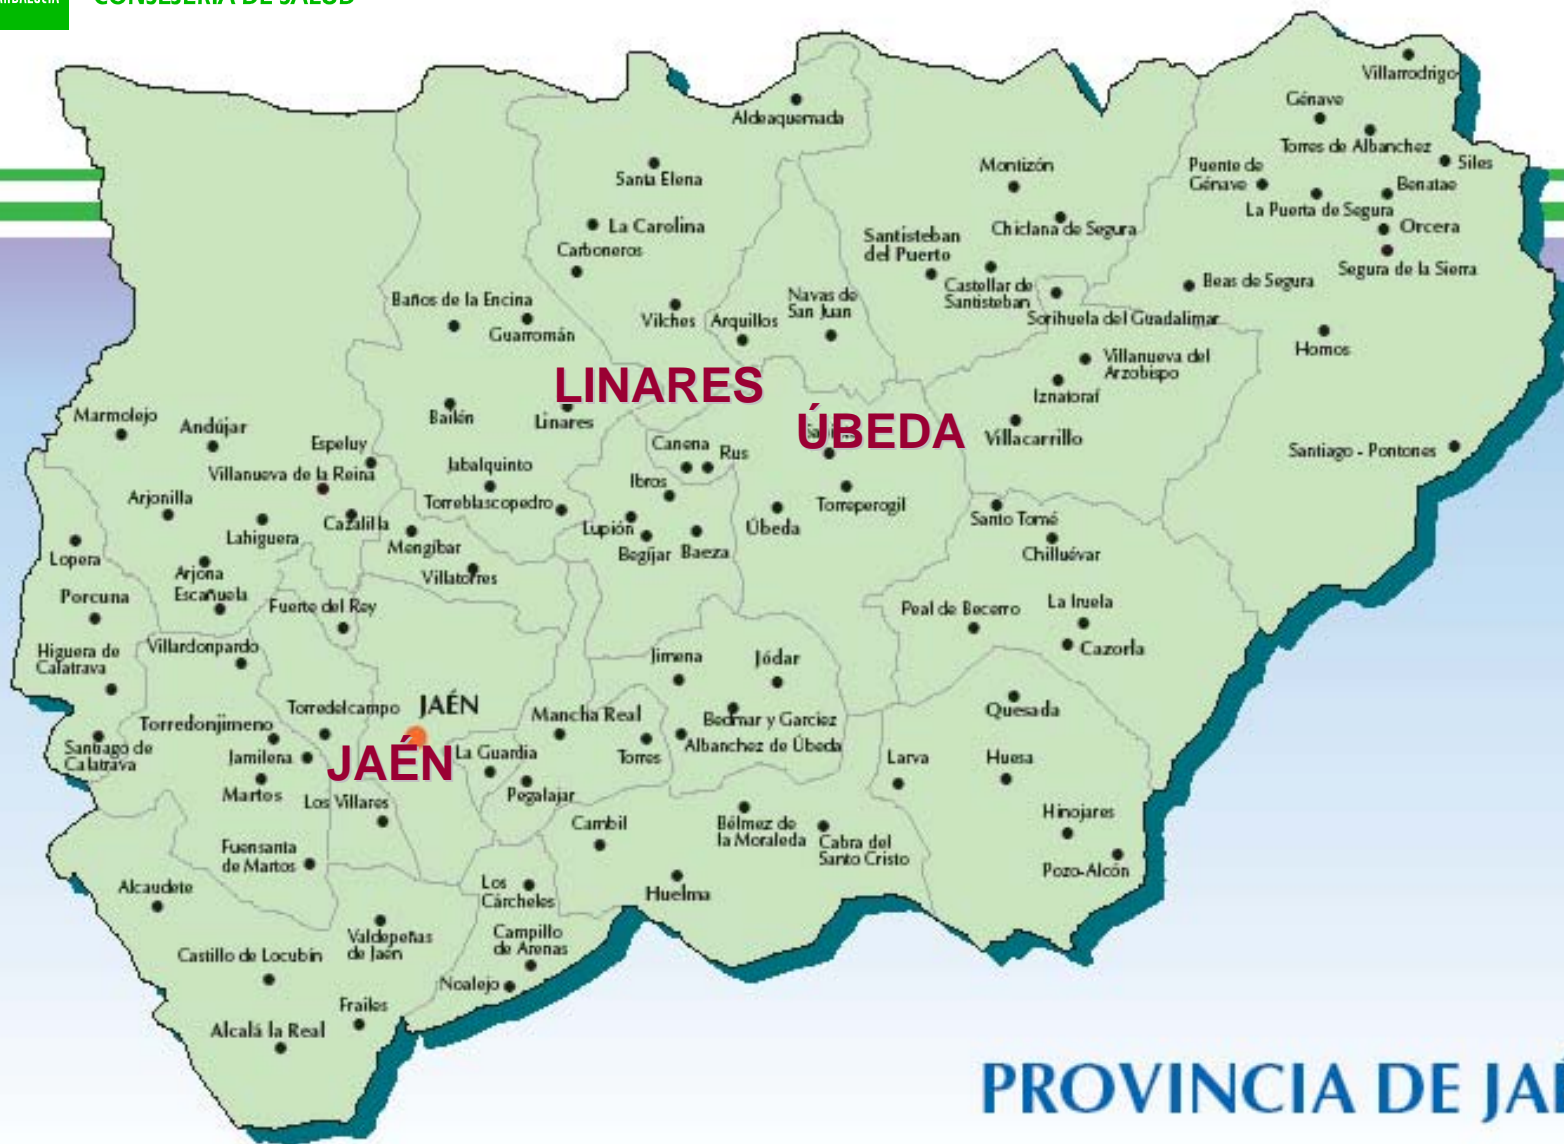 ANDALUCIA
CONSEJERÍA DE SALUD
Villarrodrigo
Génave
Aldeaquemada
Torres de Albanchez
Siles
Santa Elena
Montizón
Puente de
Génave
Benatae
La Puerta de Segura
La Carolina
Chiclana de Segura
Orcera
Carboneros
Santisteban
del Puerto
Segura de la Sierra
Castellar de
Santisteban
Beas de Segura
Baños de la Encina
Navas de
San Juan
Guarromán
Vilches
Arquillos
Sorihuela del Guadalimar
Hornos
Villanueva del
Arzobispo
LINARES
Iznatoraf
Marmolejo
Andújar
Bailén
Linares
ÚBEDA
Villacarrillo
Espeluy
Canena
Rus
Santiago - Pontones
Villanueva de la Reina
Jabalquinto
Ibros
Arjonilla
Torreblascopedro
Torreperogil
Cazalilla
Lupión
Úbeda
Santo Tomé
Lahiguera
Mengíbar
Begíjar
Baeza
Chilluévar
Lopera
Arjona
Villatorres
Porcuna
Escañuela
Fuerte del Rey
Peal de Becerro
La Iruela
Higuera de
Calatrava
Villardonpardo
Jimena
Jódar
Cazorla
Torredelcampo
JAÉN
Mancha Real
Bedmar y Garciez
Quesada
Torredonjimeno
Santiago de
Calatrava
Jamilena
JAÉN
La Guardia
Torres
Albanchez de Úbeda
Larva
Huesa
Martos
Los Villares
Pegalajar
Cambil
Bélmez de
la Moraleda
Cabra del
Santo Cristo
Hinojares
Fuensanta
de Martos
Pozo-Alcón
Alcaudete
Los
Cárcheles
Huelma
Valdepeñas
de Jaén
Campillo
de Arenas
Castillo de Locubín
Noalejo
Frailes
Alcalá la Real
PROVINCIA DE JAÉ